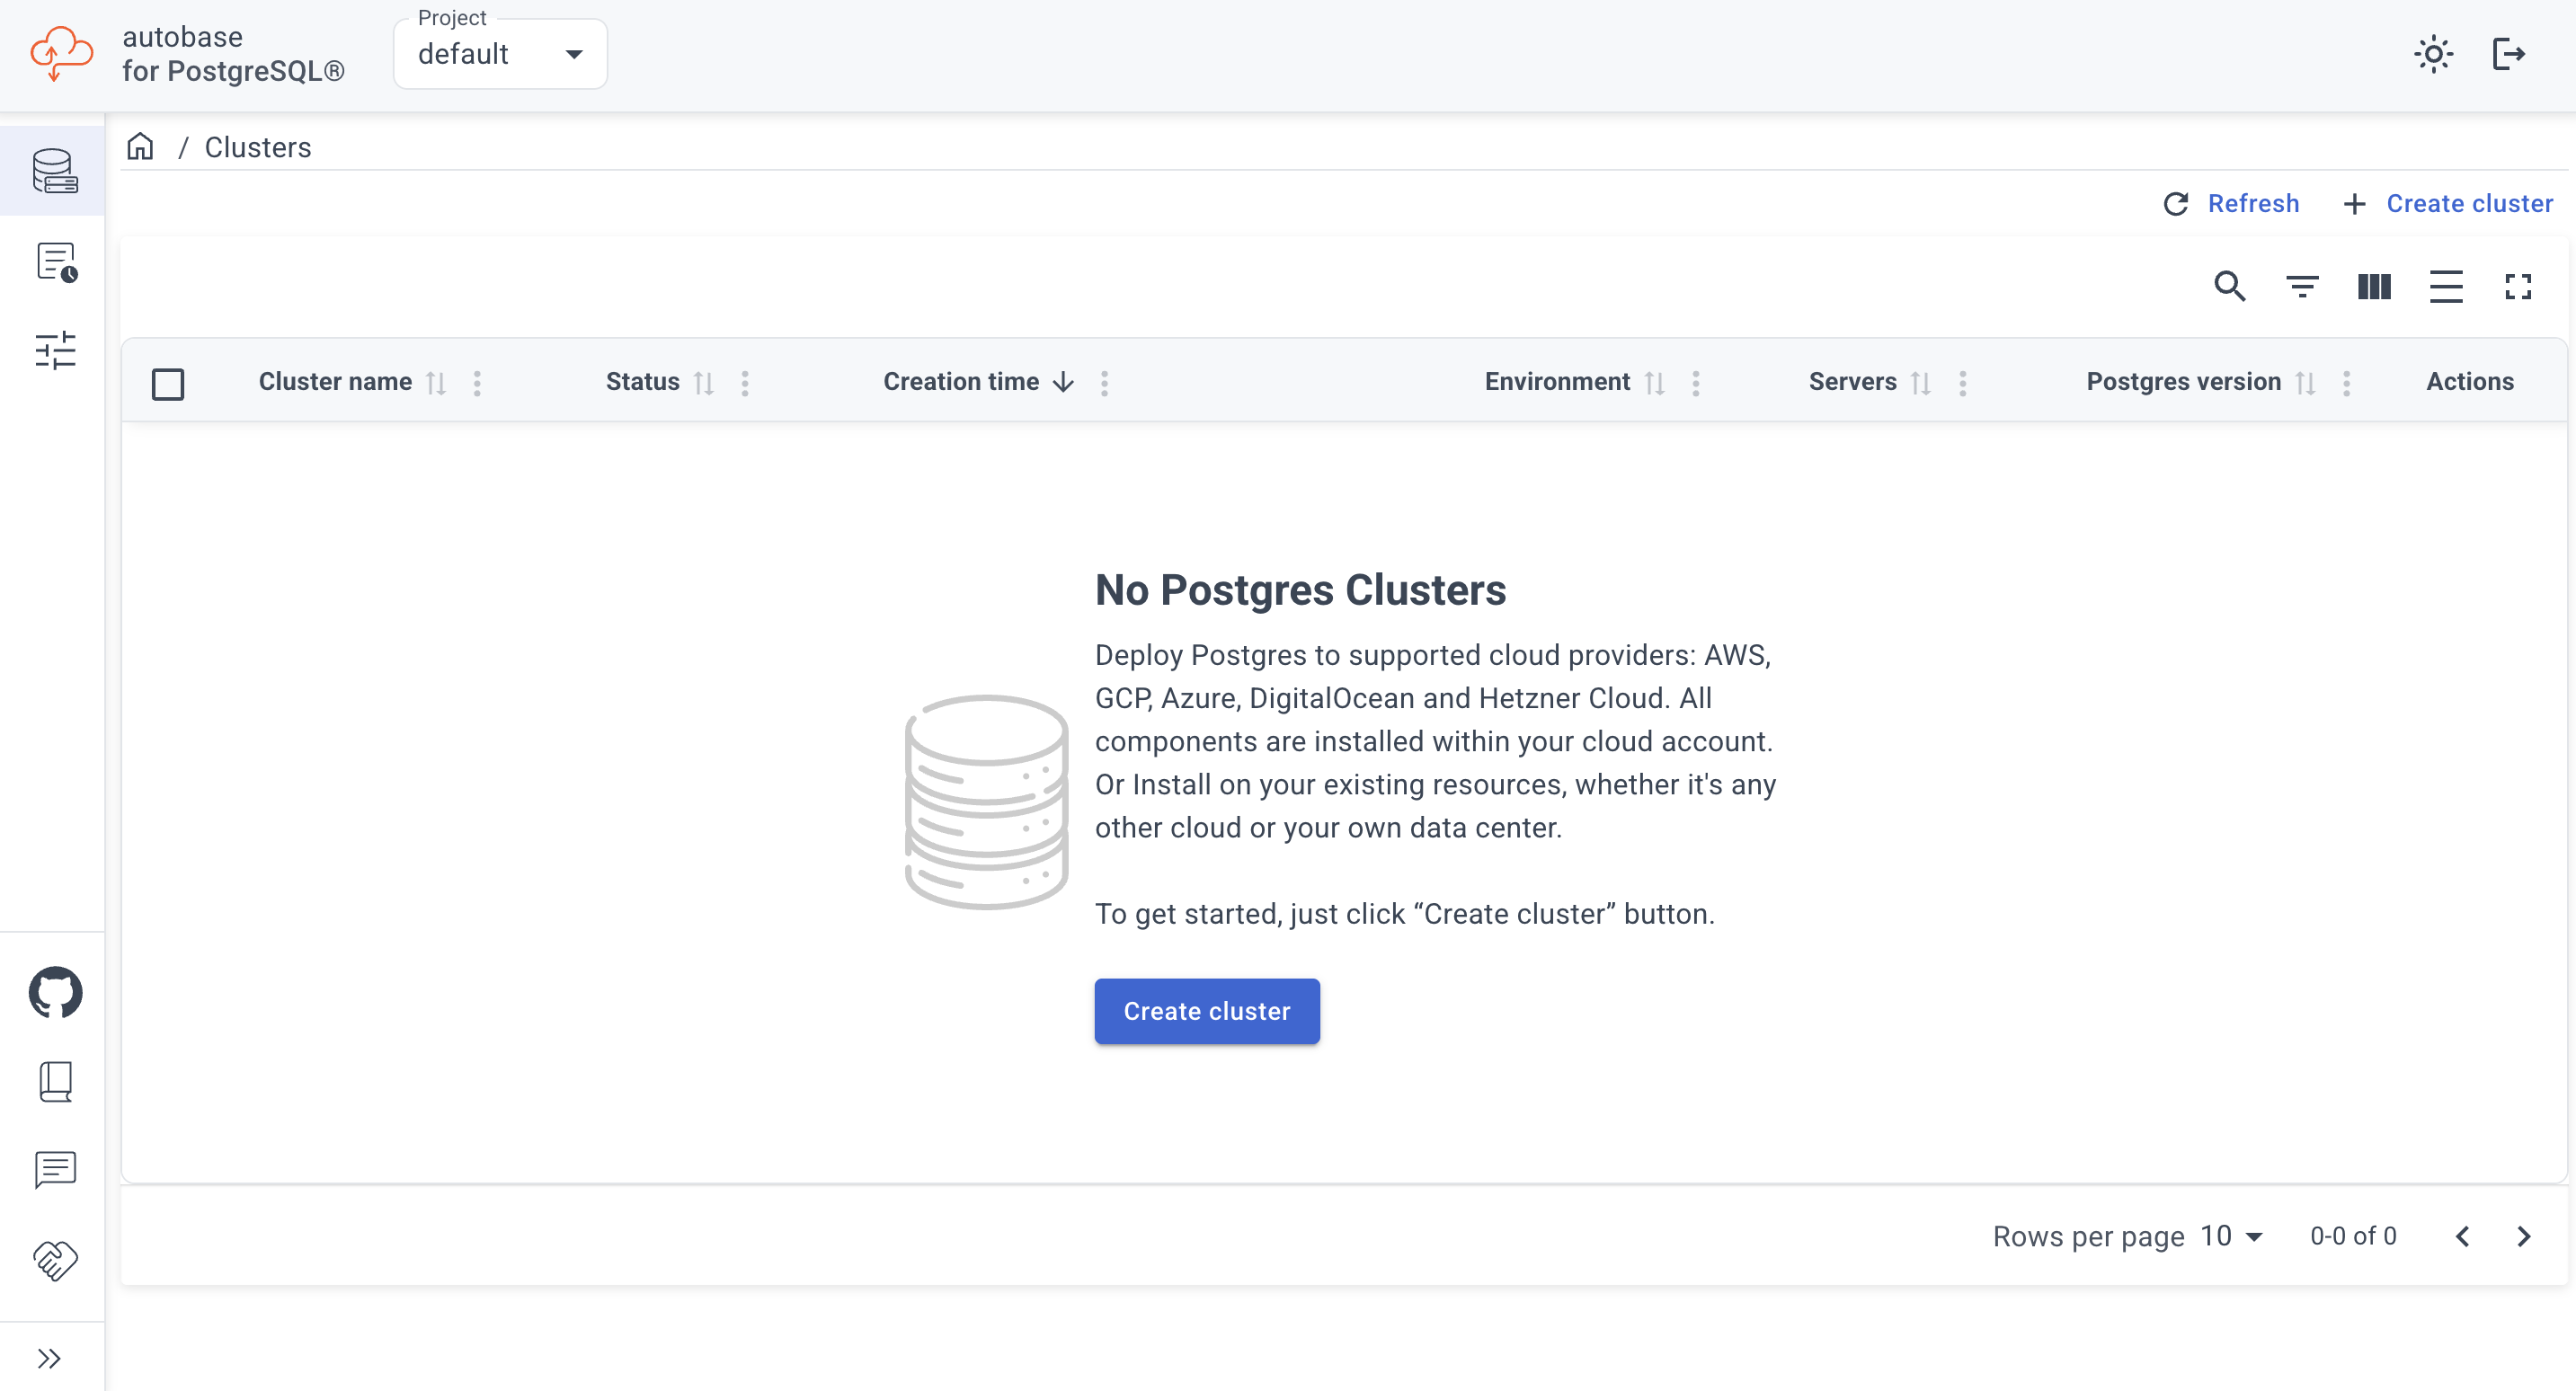 autobase
for PostgreSQL®
Project
default
/ Clusters
Refresh
Create cluster
Cluster name
Status
Creation time
Environment
Servers
Postgres version
Actions
No Postgres Clusters
Deploy Postgres to supported cloud providers: AWS,
GCP, Azure, DigitalOcean and Hetzner Cloud. All
components are installed within your cloud account.
Or Install on your existing resources, whether it's any
other cloud or your own data center.
To get started, just click “Create cluster” button.
Create cluster
Rows per page 10
0-0 of 0